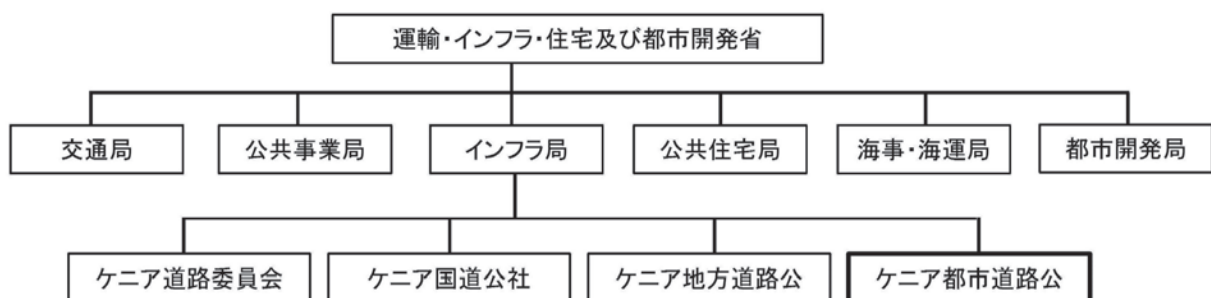 運輸・インフラ・住宅及び都市開発省
交通局
公共事業局
インフラ局
公共住宅局
海事・海運局
都市開発局
ケニア道路委員会
ケニア国道公社
ケニア地方道路公
ケニア都市道路公